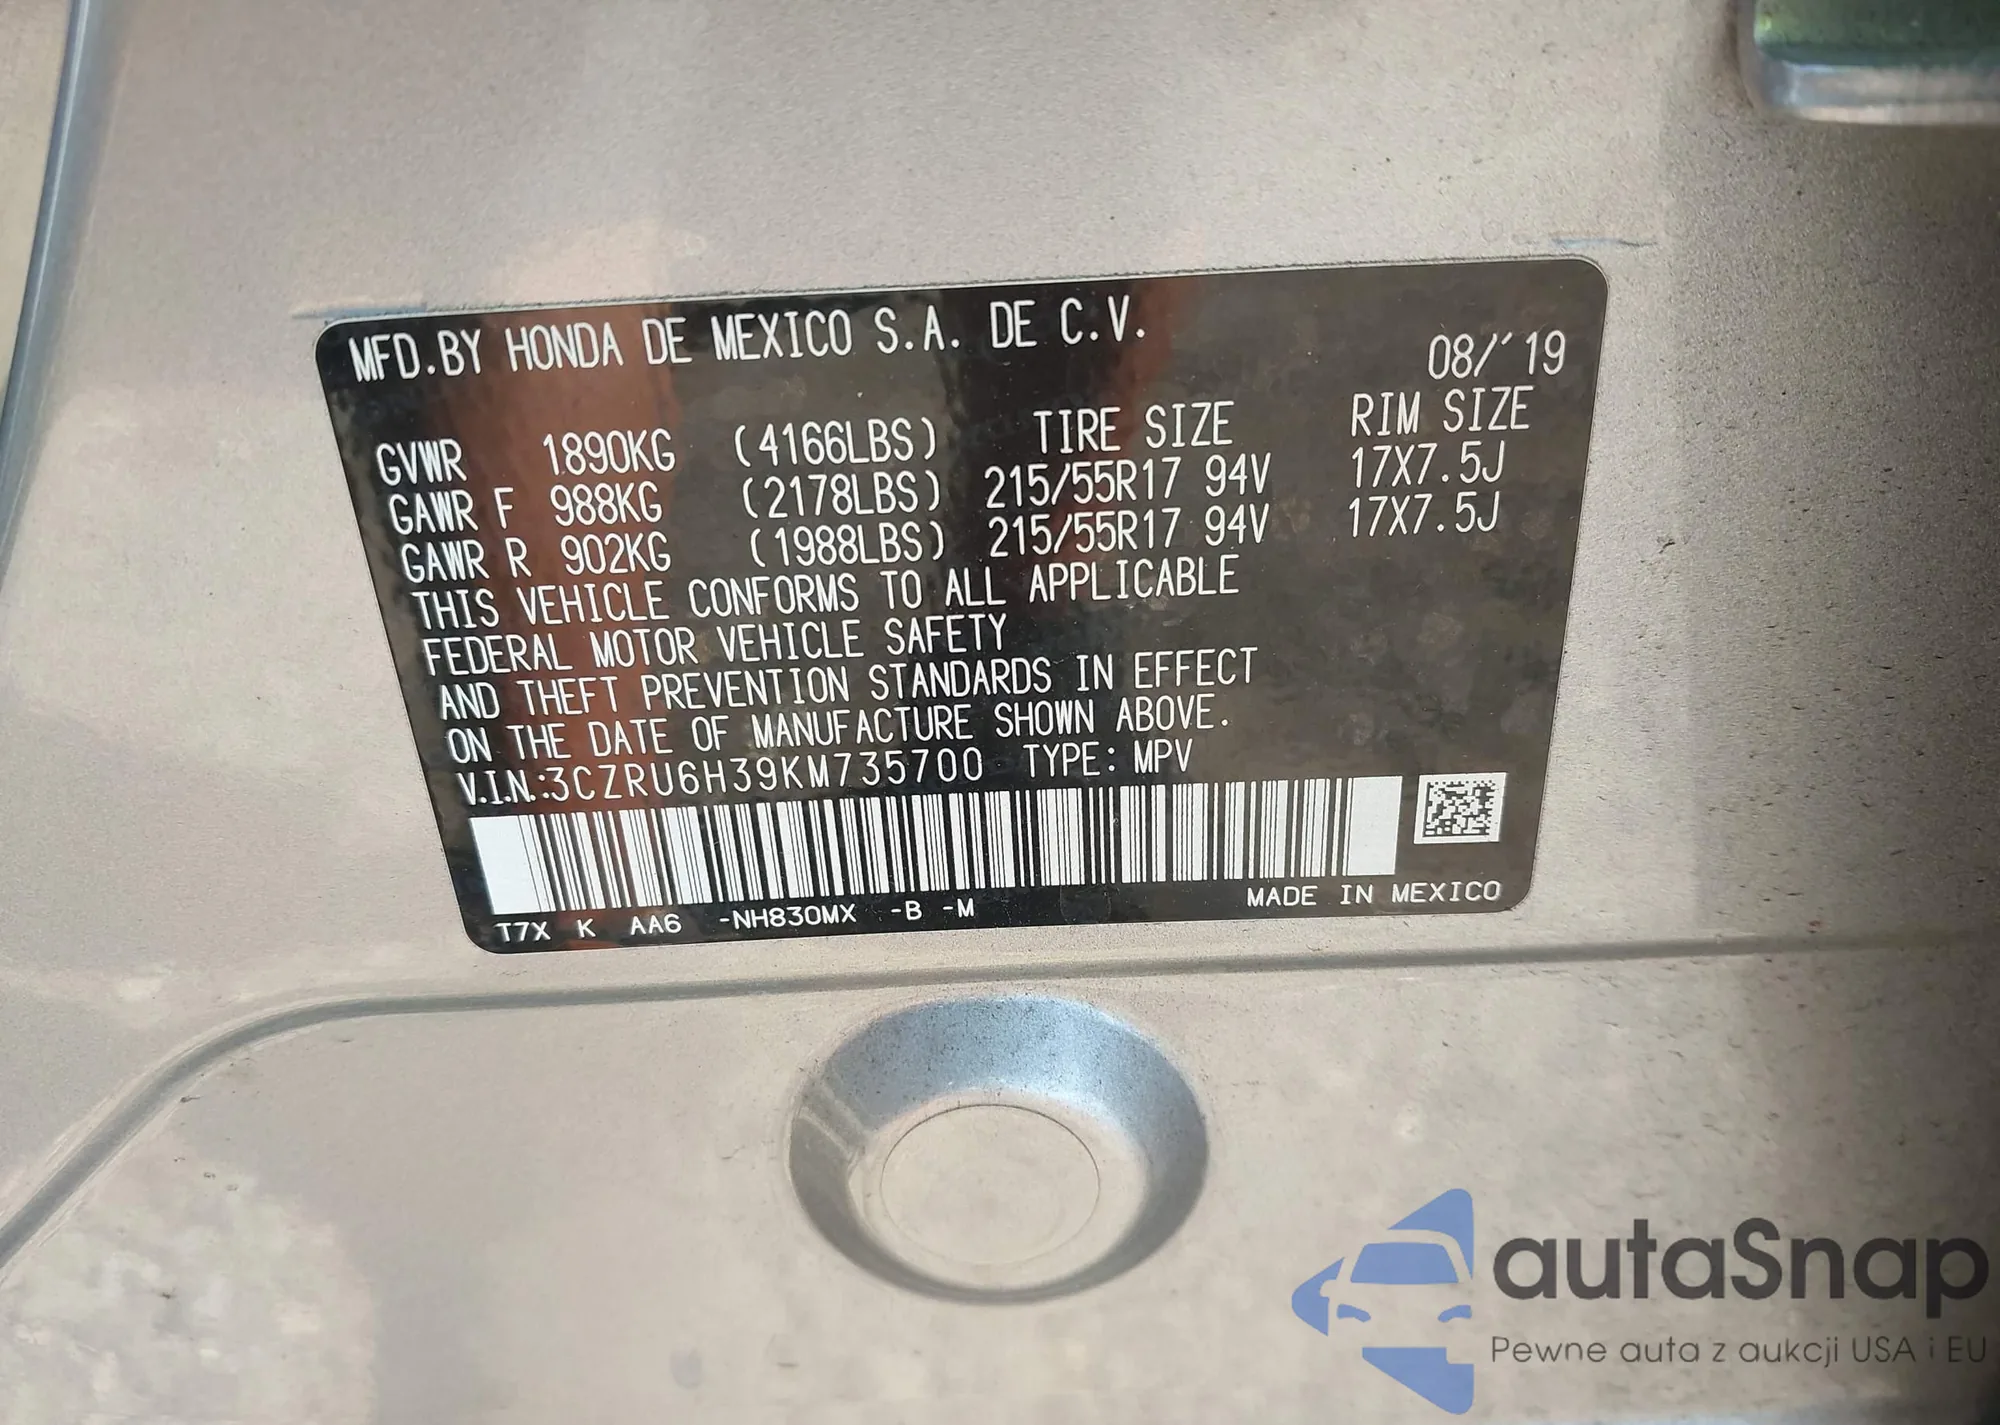 MFD.BY HONDA DE MEXICO S.A. DE C.V.
08/'19
GVWR 1890KG (4166LBS) TIRE SIZE RIM SIZE
GAWR F 988KG (2178LBS) 215/55R17 94V 17X7.5J
GAWR R 902KG (1988LBS) 215/55R17 94V 17X7.5J
THIS VEHICLE CONFORMS TO ALL APPLICABLE
FEDERAL MOTOR VEHICLE SAFETY
AND THEFT PREVENTION STANDARDS IN EFFECT
ON THE DATE OF MANUFACTURE SHOWN ABOVE.
V.I.N.:3CZRU6H39KM735700 TYPE: MPV
T7X K AA6 -NH830MX -B -M MADE IN MEXICO
autaSnap
Pewne auta z aukcji USA i EU